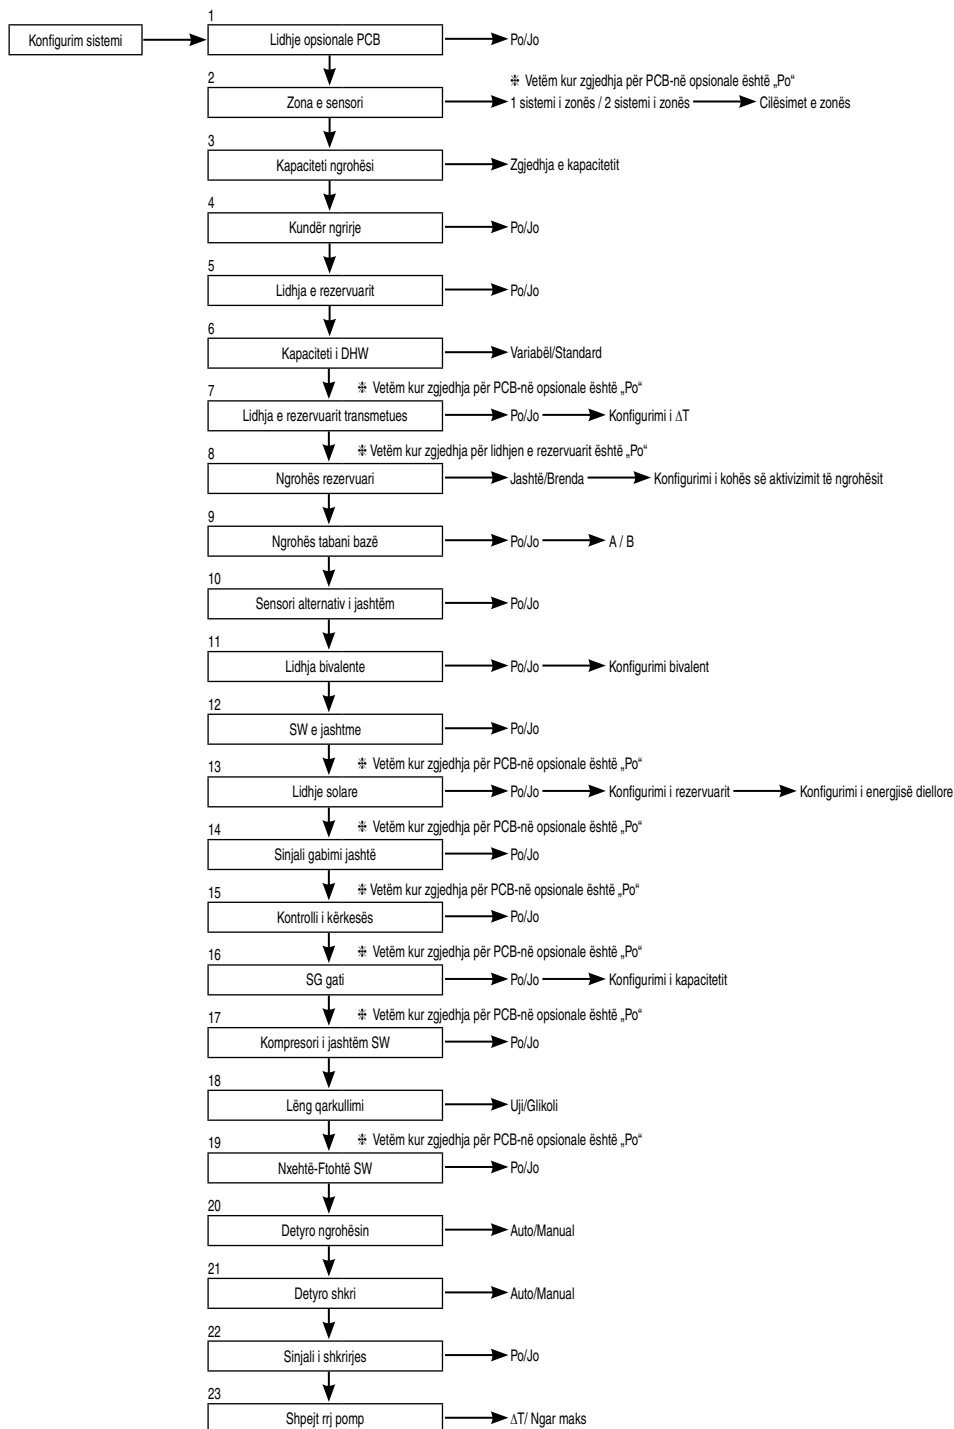 1
Konfigurim sistemi
Lidhje opsionale PCB
Po/Jo
2
❉ Vetëm kur zgjedhja për PCB-në opsionale është „Po“
Zona e sensori
1 sistemi i zonës / 2 sistemi i zonës
Cilësimet e zonës
3
Kapaciteti ngrohësi
Zgjedhja e kapacitetit
4
Kundër ngrirje
Po/Jo
5
Lidhja e rezervuarit
Po/Jo
6
Kapaciteti i DHW
Variabël/Standard
7
❉ Vetëm kur zgjedhja për PCB-në opsionale është „Po“
Lidhja e rezervuarit transmetues
Po/Jo
Konfigurimi i ΔT
8
❉ Vetëm kur zgjedhja për lidhjen e rezervuarit është „Po“
Ngrohës rezervuari
Jashtë/Brenda
Konfigurimi i kohës së aktivizimit të ngrohësit
9
Ngrohës tabani bazë
Po/Jo
A / B
10
Sensori alternativ i jashtëm
Po/Jo
11
Lidhja bivalente
Po/Jo
Konfigurimi bivalent
12
SW e jashtme
Po/Jo
13
❉ Vetëm kur zgjedhja për PCB-në opsionale është „Po“
Lidhje solare
Po/Jo
Konfigurimi i rezervuarit
Konfigurimi i energjisë diellore
14
❉ Vetëm kur zgjedhja për PCB-në opsionale është „Po“
Sinjali gabimi jashtë
Po/Jo
15
❉ Vetëm kur zgjedhja për PCB-në opsionale është „Po“
Kontrolli i kërkesës
Po/Jo
16
❉ Vetëm kur zgjedhja për PCB-në opsionale është „Po“
SG gati
Po/Jo
Konfigurimi i kapacitetit
17
❉ Vetëm kur zgjedhja për PCB-në opsionale është „Po“
Kompresori i jashtëm SW
Po/Jo
18
Lëng qarkullimi
Uji/Glikoli
19
❉ Vetëm kur zgjedhja për PCB-në opsionale është „Po“
Nxehtë-Ftohtë SW
Po/Jo
20
Detyro ngrohësin
Auto/Manual
21
Detyro shkri
Auto/Manual
22
Sinjali i shkrirjes
Po/Jo
23
Shpejt rrj pomp
ΔT/ Ngar maks